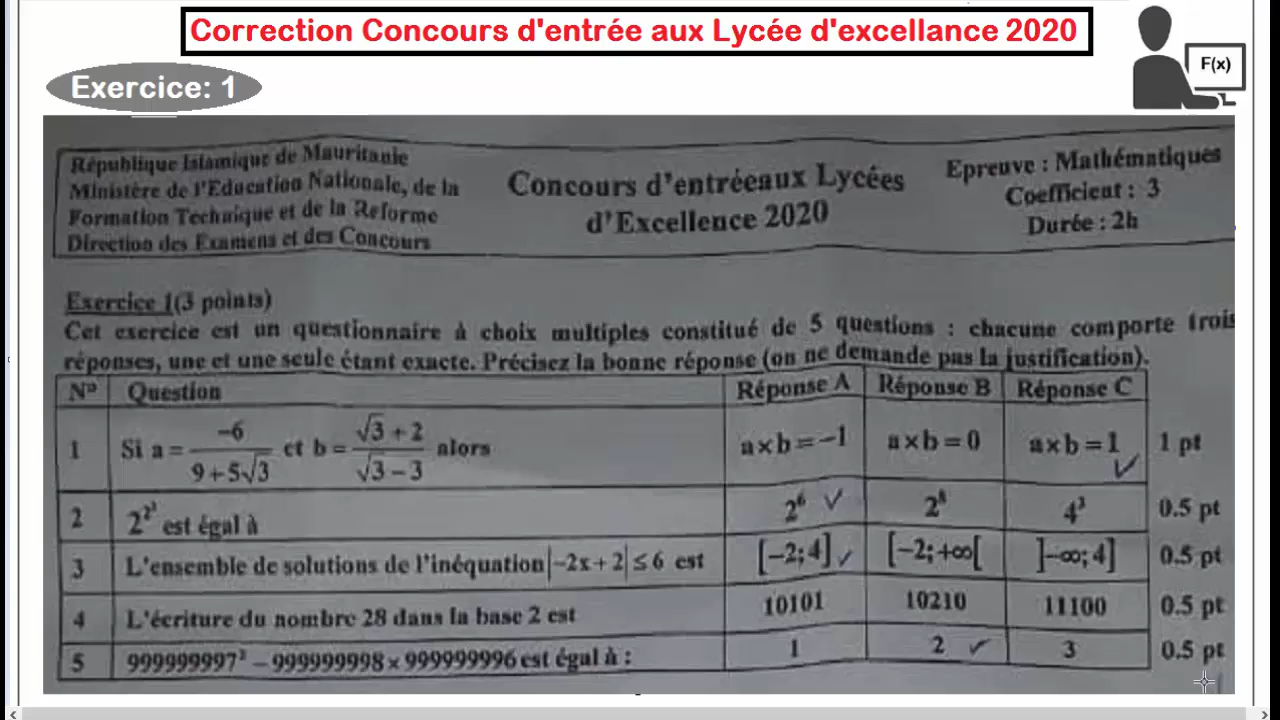 Correction Concours d'entrée aux Lycée d'excellance 2020
F(x)
Exercice: 1
République Islamique de Mauritanie
Ministère de l'Education Nationale, de la
Formation Technique et de la Reforme
Direction des Examens et des Concours
Concours d'entréeaux Lycées
d'Excellence 2020
Epreuve : Mathématiques
Coefficient : 3
Durée : 2h
Exercice 1(3 points)
Cet exercice est un questionnaire à choix multiples constitué de 5 questions : chacune comporte trois
réponses, une et une seule étant exacte. Précisez la bonne réponse (on ne demande pas la justification).
N° Question Réponse A Réponse B Réponse C
1 Si a = -6 / (9 + 5√3) et b = (√3 + 2) / (√3 − 3) alors a×b = −1 a×b = 0 a×b = 1 ✓ 1 pt
2 2^2^3 est égal à 2^6 ✓ 2^8 4^3 0.5 pt
3 L'ensemble de solutions de l'inéquation |−2x + 2| ≤ 6 est [−2; 4] ✓ [−2; +∞[ ]−∞; 4] 0.5 pt
4 L'écriture du nombre 28 dans la base 2 est 10101 10210 11100 0.5 pt
5 999999997² − 999999998 × 999999996 est égal à : 1 2 ✓ 3 0.5 pt